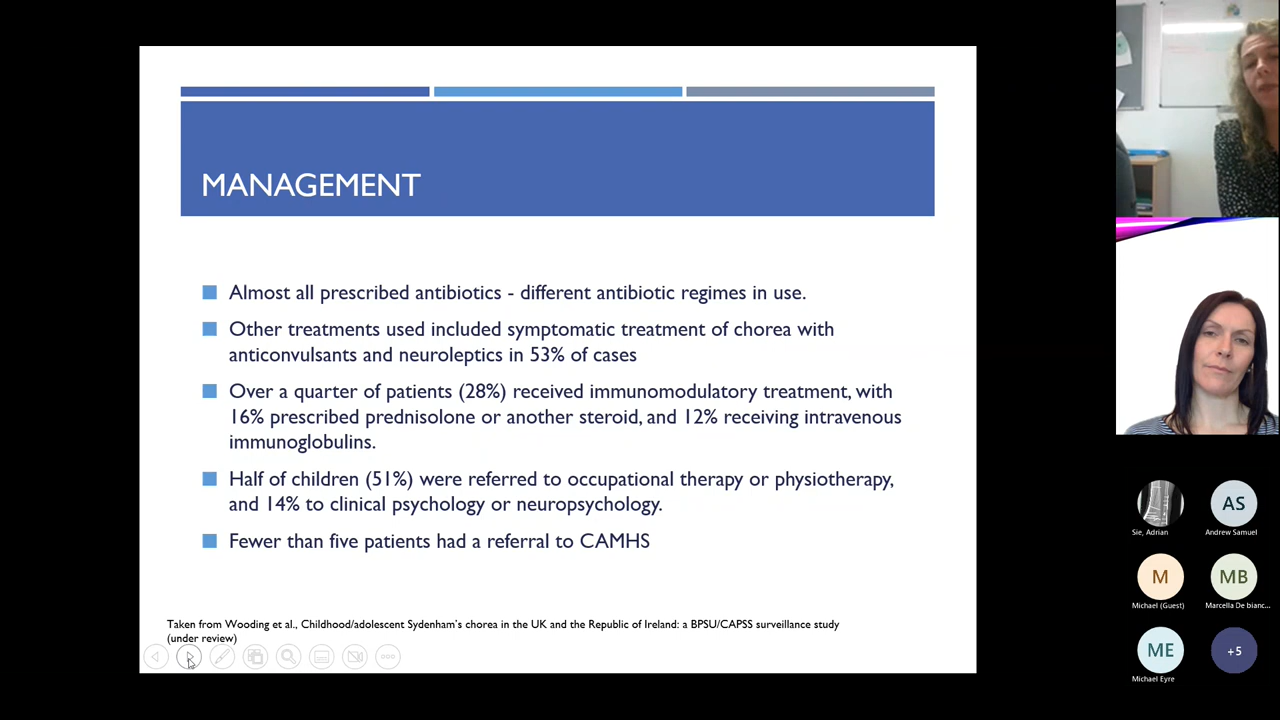 MANAGEMENT
Almost all prescribed antibiotics - different antibiotic regimes in use.
Other treatments used included symptomatic treatment of chorea with
anticonvulsants and neuroleptics in 53% of cases
Over a quarter of patients (28%) received immunomodulatory treatment, with
16% prescribed prednisolone or another steroid, and 12% receiving intravenous
immunoglobulins.
Half of children (51%) were referred to occupational therapy or physiotherapy,
and 14% to clinical psychology or neuropsychology.
Fewer than five patients had a referral to CAMHS
Taken from Wooding et al., Childhood/adolescent Sydenham's chorea in the UK and the Republic of Ireland: a BPSU/CAPSS surveillance study
(under review)
Sie, Adrian
AS
Andrew Samuel
M
Michael (Guest)
MB
Marcella De bianc...
ME
Michael Eyre
+5